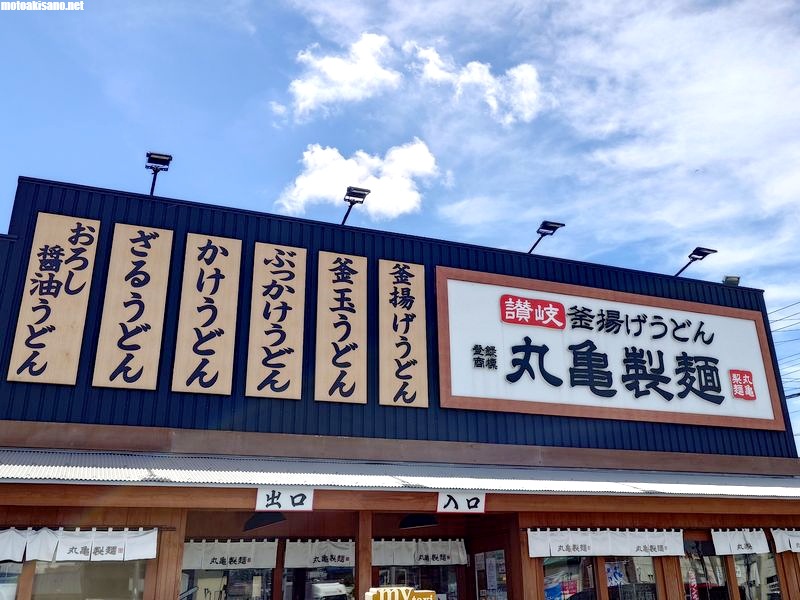 motoakisano.net
おろし
醤油うどん
ざるうどん
かけうどん
ぶっかけうどん
釜玉うどん
釜揚げうどん
讃岐 釜揚げうどん
登録
商標
丸亀製麺
丸亀
製麺
出口
入口
丸亀製麺
丸亀製麺
丸亀製麺
丸亀製麺
丸亀製麺
丸亀製麺
my